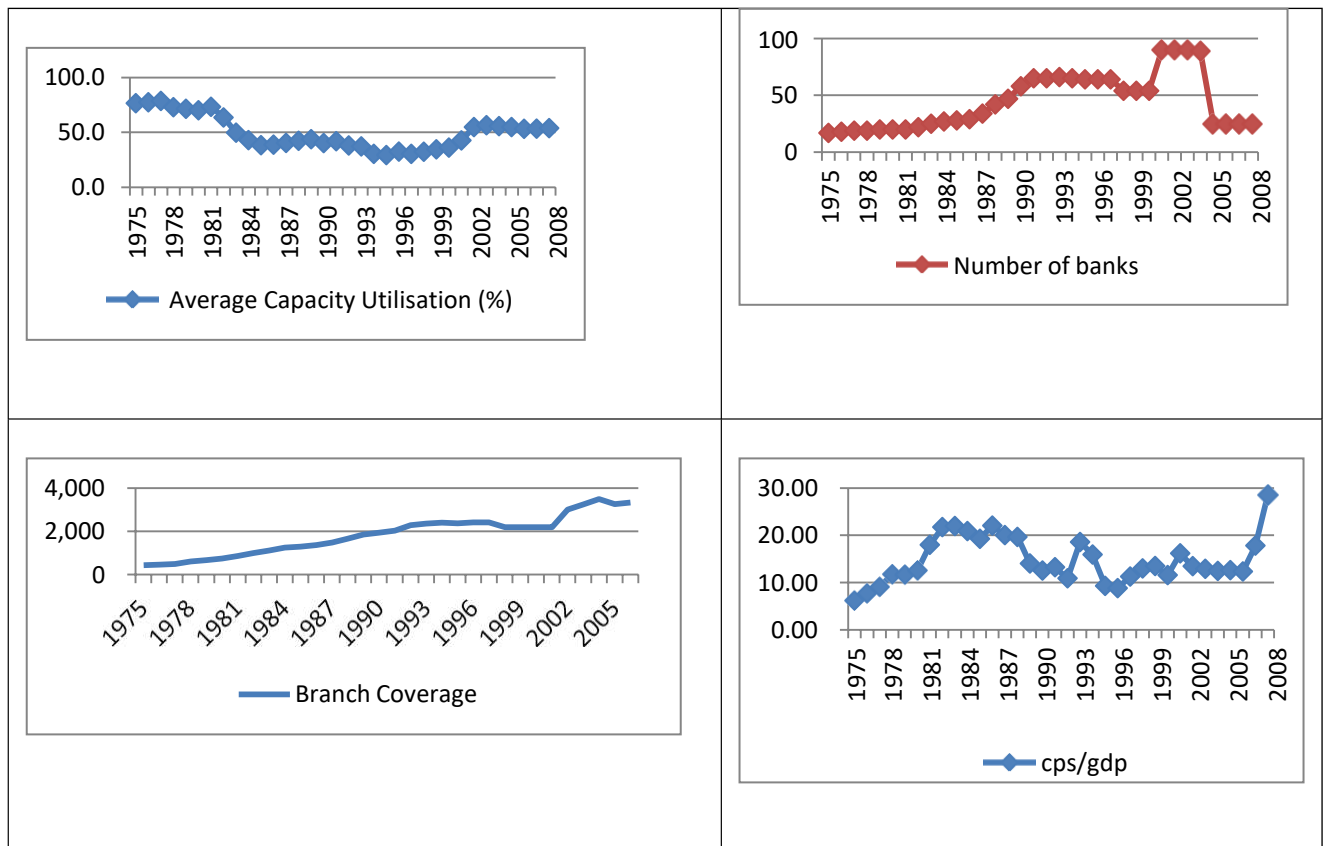 100.0
50.0
0.0
1975 1978 1981 1984 1987 1990 1993 1996 1999 2002 2005 2008
Average Capacity Utilisation (%)
100
50
0
1975 1978 1981 1984 1987 1990 1993 1996 1999 2002 2005 2008
Number of banks
4,000
2,000
0
1975 1978 1981 1984 1987 1990 1993 1996 1999 2002 2005
Branch Coverage
30.00
20.00
10.00
0.00
1975 1978 1981 1984 1987 1990 1993 1996 1999 2002 2005 2008
cps/gdp